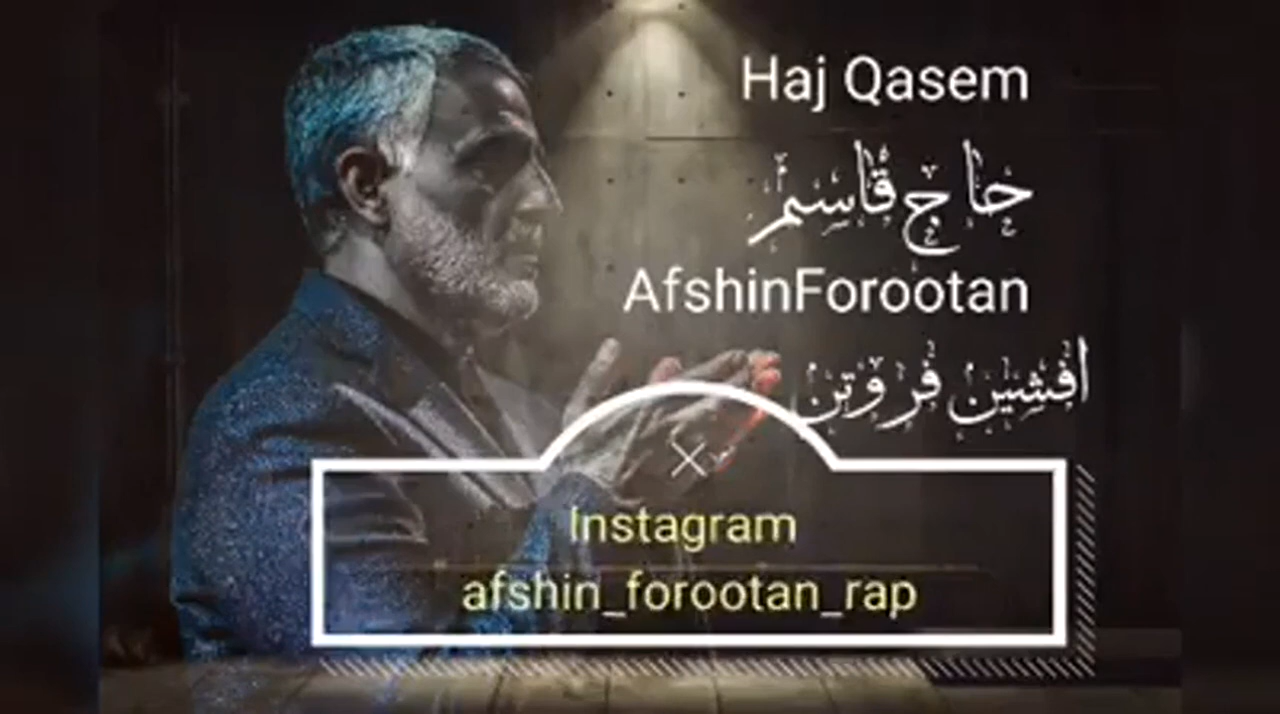 Haj Qasem
حاج قاسم
AfshinForootan
افشین فروتن
Instagram
afshin_forootan_rap